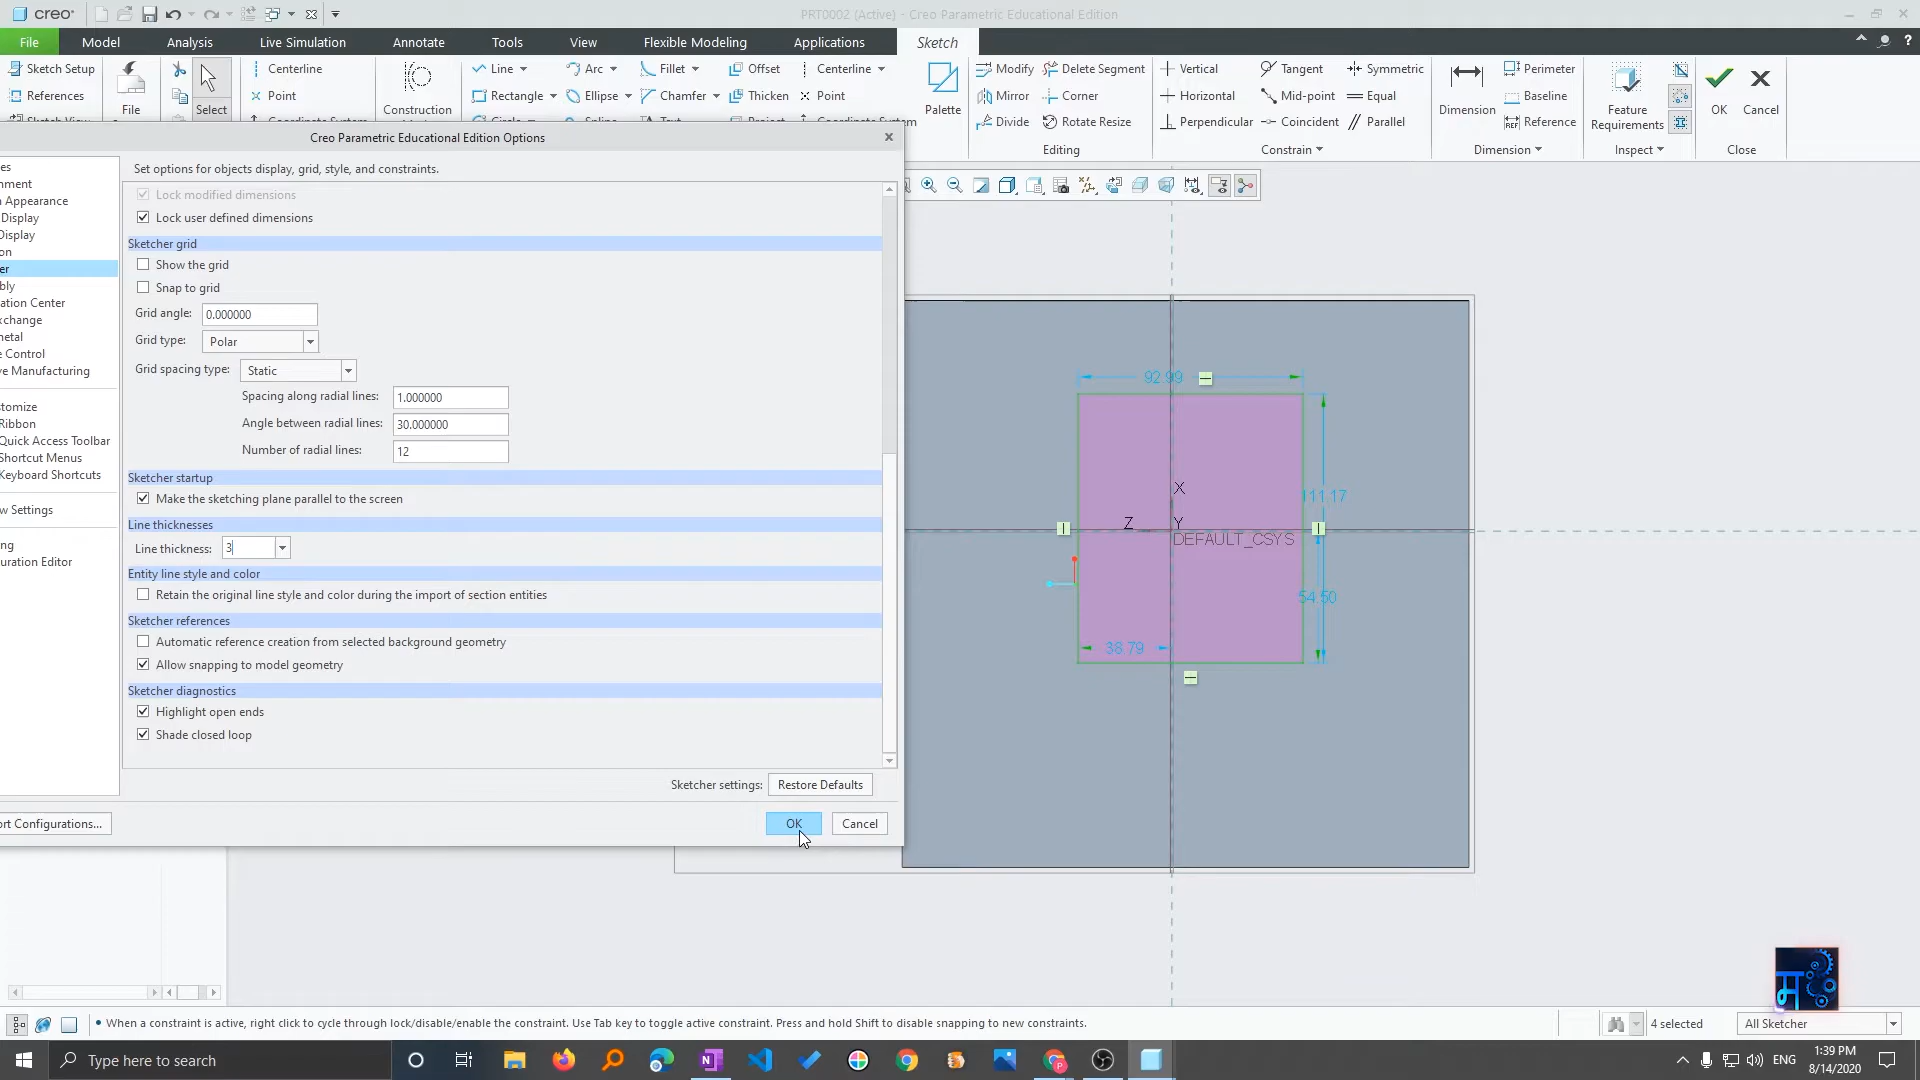 creo
PRT0002 (Active) - Creo Parametric Educational Edition
File Model Analysis Live Simulation Annotate Tools View Flexible Modeling Applications Sketch
Sketch Setup
References
File
Select
Centerline
Point
Construction
Line Arc Fillet Offset Centerline
Rectangle Ellipse Chamfer Thicken Point
Palette
Modify Delete Segment
Mirror Corner
Divide Rotate Resize
Editing
Vertical Tangent Symmetric
Horizontal Mid-point Equal
Perpendicular Coincident Parallel
Constrain
Dimension
Perimeter
Baseline
Reference
Dimension
Feature
Requirements
Inspect
OK
Cancel
Close
Creo Parametric Educational Edition Options
es
nment
Appearance
Display
Display
on
er
bly
ation Center
xchange
metal
e Control
ve Manufacturing
tomize
Ribbon
Quick Access Toolbar
Shortcut Menus
Keyboard Shortcuts
w Settings
ng
uration Editor
Set options for objects display, grid, style, and constraints.
Lock modified dimensions
Lock user defined dimensions
Sketcher grid
Show the grid
Snap to grid
Grid angle: 0.000000
Grid type: Polar
Grid spacing type: Static
Spacing along radial lines: 1.000000
Angle between radial lines: 30.000000
Number of radial lines: 12
Sketcher startup
Make the sketching plane parallel to the screen
Line thicknesses
Line thickness: 3
Entity line style and color
Retain the original line style and color during the import of section entities
Sketcher references
Automatic reference creation from selected background geometry
Allow snapping to model geometry
Sketcher diagnostics
Highlight open ends
Shade closed loop
Sketcher settings: Restore Defaults
ort Configurations...
OK Cancel
92.99
X
111.17
Z Y
DEFAULT_CSYS
54.50
38.79
म
• When a constraint is active, right click to cycle through lock/disable/enable the constraint. Use Tab key to toggle active constraint. Press and hold Shift to disable snapping to new constraints.
4 selected
All Sketcher
Type here to search
ENG
1:39 PM
8/14/2020